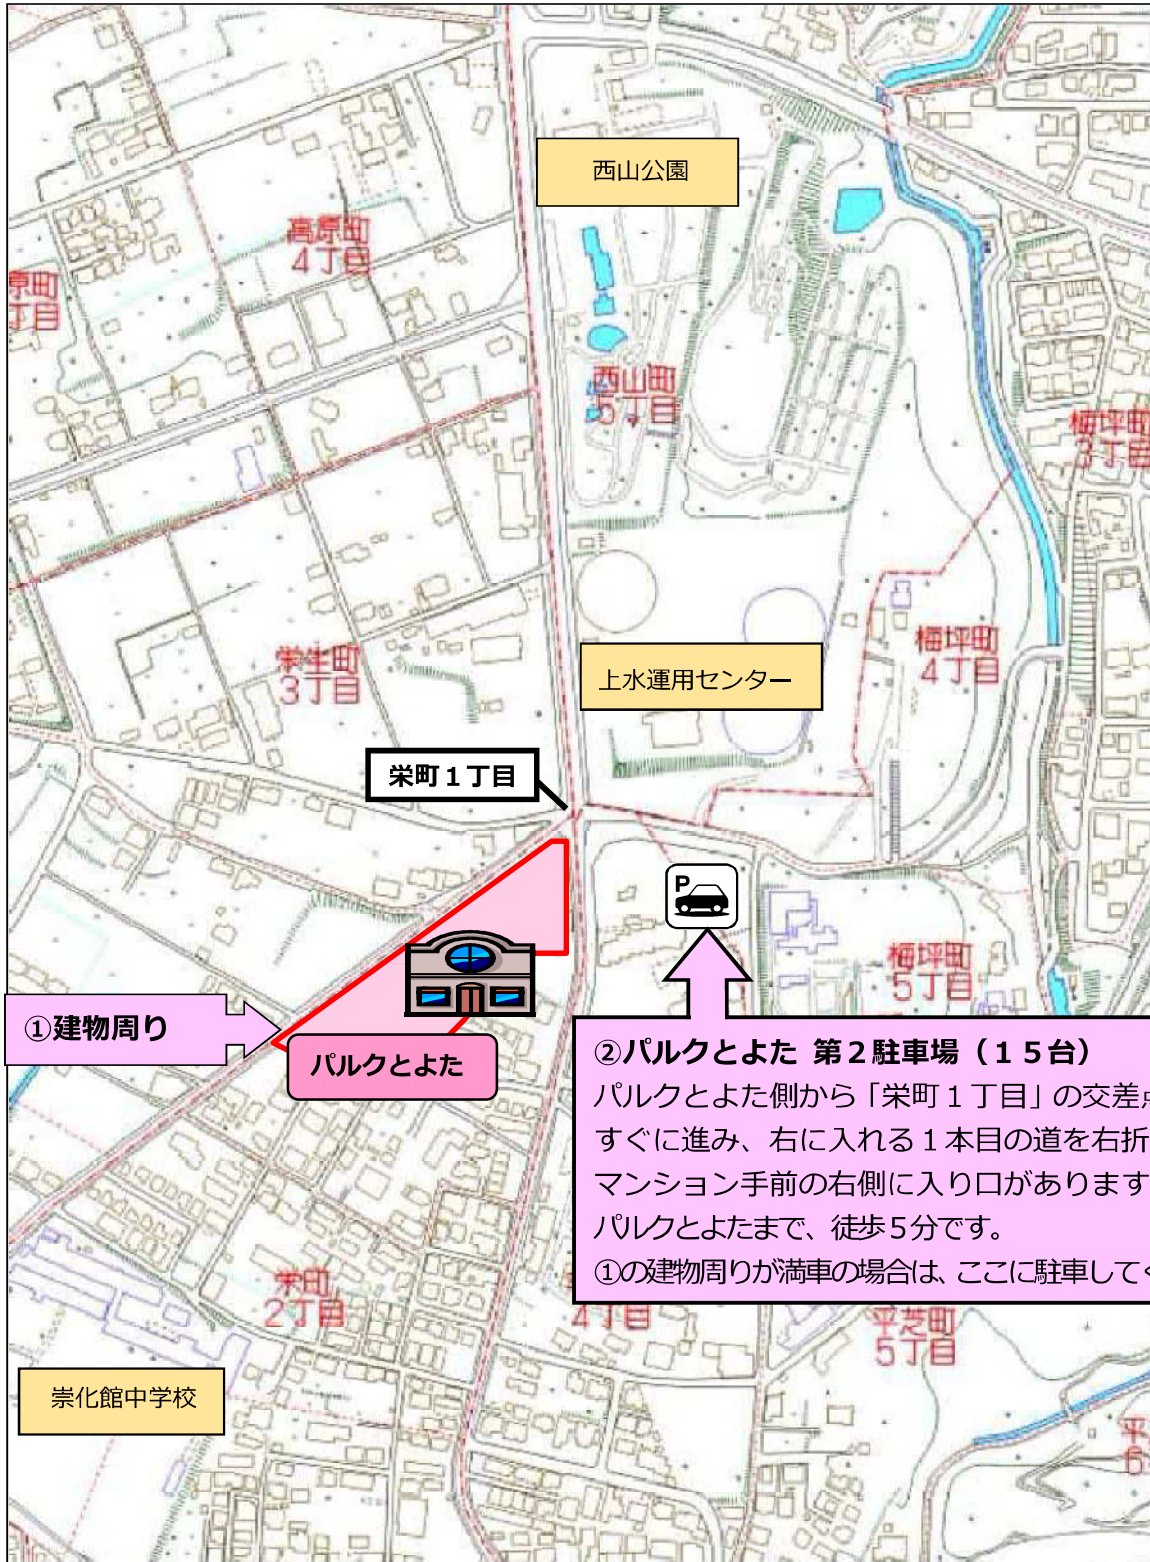 西山公園
高原町
4丁目
原町
丁目
西山町
5丁目
梅坪町
3丁目
栄生町
3丁目
上水運用センター
梅坪町
4丁目
栄町１丁目
P
梅坪町
5丁目
①建物周り
パルクとよた
②パルクとよた 第２駐車場（１５台）
パルクとよた側から「栄町１丁目」の交差点
すぐに進み、右に入れる１本目の道を右折
マンション手前の右側に入り口があります
パルクとよたまで、徒歩５分です。
①の建物周りが満車の場合は、ここに駐車してく
栄町
2丁目
4丁目
平芝町
5丁目
崇化館中学校
平
6